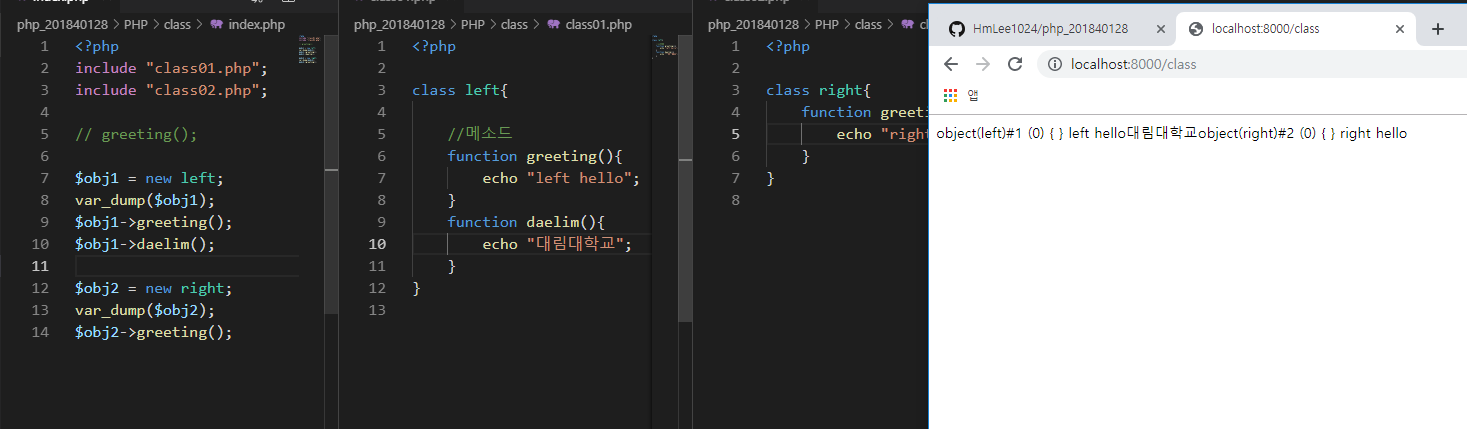 php_201840128 > PHP > class > index.php
1 <?php
2 include "class01.php";
3 include "class02.php";
4
5 // greeting();
6
7 $obj1 = new left;
8 var_dump($obj1);
9 $obj1->greeting();
10 $obj1->daelim();
11
12 $obj2 = new right;
13 var_dump($obj2);
14 $obj2->greeting();
php_201840128 > PHP > class > class01.php
1 <?php
2
3 class left{
4
5 //메소드
6 function greeting(){
7 echo "left hello";
8 }
9 function daelim(){
10 echo "대림대학교";
11 }
12 }
13
php_201840128 > PHP > class >
1 <?php
2
3 class right{
4 function greeti
5 echo "right
6 }
7 }
8
HmLee1024/php_201840128
localhost:8000/class
localhost:8000/class
앱
object(left)#1 (0) { } left hello대림대학교object(right)#2 (0) { } right hello